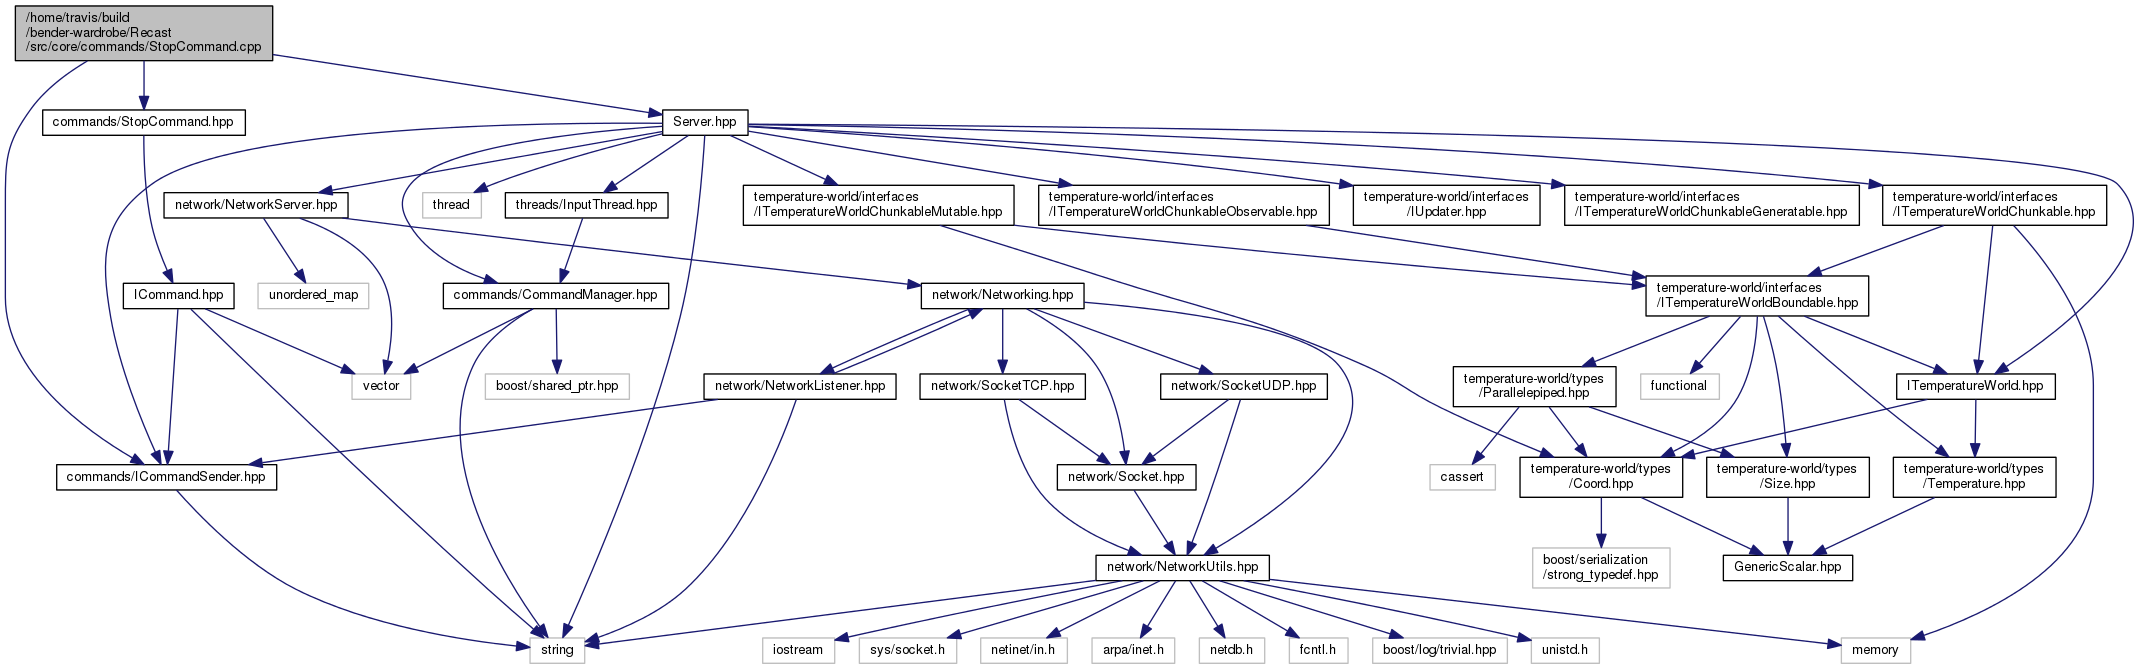 /home/travis/build
/bender-wardrobe/Recast
/src/core/commands/StopCommand.cpp
commands/StopCommand.hpp
Server.hpp
network/NetworkServer.hpp
thread
threads/InputThread.hpp
temperature-world/interfaces
/ITemperatureWorldChunkableMutable.hpp
temperature-world/interfaces
/ITemperatureWorldChunkableObservable.hpp
temperature-world/interfaces
/IUpdater.hpp
temperature-world/interfaces
/ITemperatureWorldChunkableGeneratable.hpp
temperature-world/interfaces
/ITemperatureWorldChunkable.hpp
ICommand.hpp
unordered_map
commands/CommandManager.hpp
network/Networking.hpp
temperature-world/interfaces
/ITemperatureWorldBoundable.hpp
vector
boost/shared_ptr.hpp
network/NetworkListener.hpp
network/SocketTCP.hpp
network/SocketUDP.hpp
temperature-world/types
/Parallelepiped.hpp
functional
ITemperatureWorld.hpp
commands/ICommandSender.hpp
network/Socket.hpp
cassert
temperature-world/types
/Coord.hpp
temperature-world/types
/Size.hpp
temperature-world/types
/Temperature.hpp
network/NetworkUtils.hpp
boost/serialization
/strong_typedef.hpp
GenericScalar.hpp
string
iostream
sys/socket.h
netinet/in.h
arpa/inet.h
netdb.h
fcntl.h
boost/log/trivial.hpp
unistd.h
memory